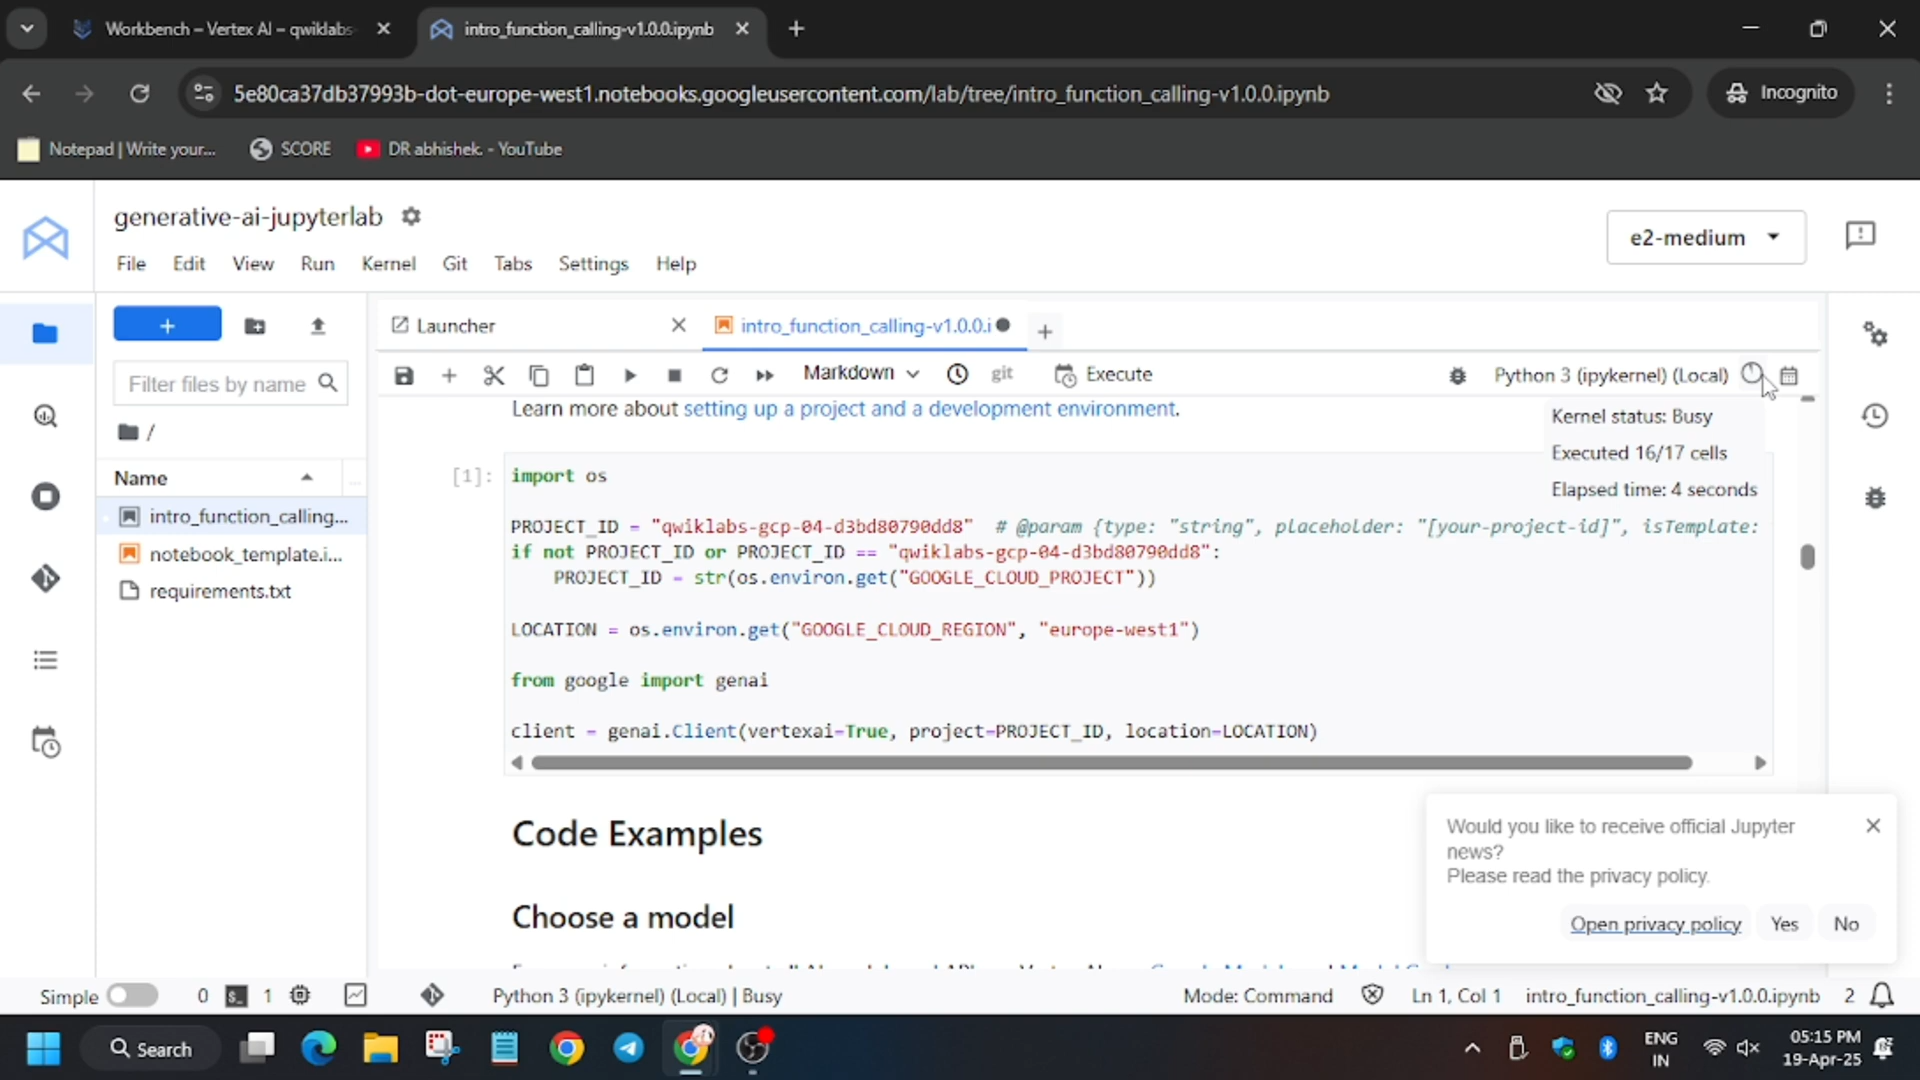 Workbench – Vertex AI – qwiklabs-
intro_function_calling-v1.0.0.ipynb
5e80ca37db37993b-dot-europe-west1.notebooks.googleusercontent.com/lab/tree/intro_function_calling-v1.0.0.ipynb
Incognito
Notepad | Write your...
SCORE
DR abhishek. - YouTube
generative-ai-jupyterlab
e2-medium
File Edit View Run Kernel Git Tabs Settings Help
Launcher
intro_function_calling-v1.0.0.i
Markdown
git
Execute
Python 3 (ipykernel) (Local)
Filter files by name
/
Name
intro_function_calling...
notebook_template.i...
requirements.txt
Learn more about setting up a project and a development environment.
Kernel status: Busy
Executed 16/17 cells
Elapsed time: 4 seconds
[1]: import os
PROJECT_ID = "qwiklabs-gcp-04-d3bd80790dd8" # @param {type: "string", placeholder: "[your-project-id]", isTemplate:
if not PROJECT_ID or PROJECT_ID == "qwiklabs-gcp-04-d3bd80790dd8":
PROJECT_ID = str(os.environ.get("GOOGLE_CLOUD_PROJECT"))
LOCATION = os.environ.get("GOOGLE_CLOUD_REGION", "europe-west1")
from google import genai
client = genai.Client(vertexai=True, project=PROJECT_ID, location=LOCATION)
Code Examples
Choose a model
Would you like to receive official Jupyter
news?
Please read the privacy policy.
Open privacy policy Yes No
Simple 0 1 Python 3 (ipykernel) (Local) | Busy Mode: Command Ln 1, Col 1 intro_function_calling-v1.0.0.ipynb 2
Search
ENG
IN
05:15 PM
19-Apr-25